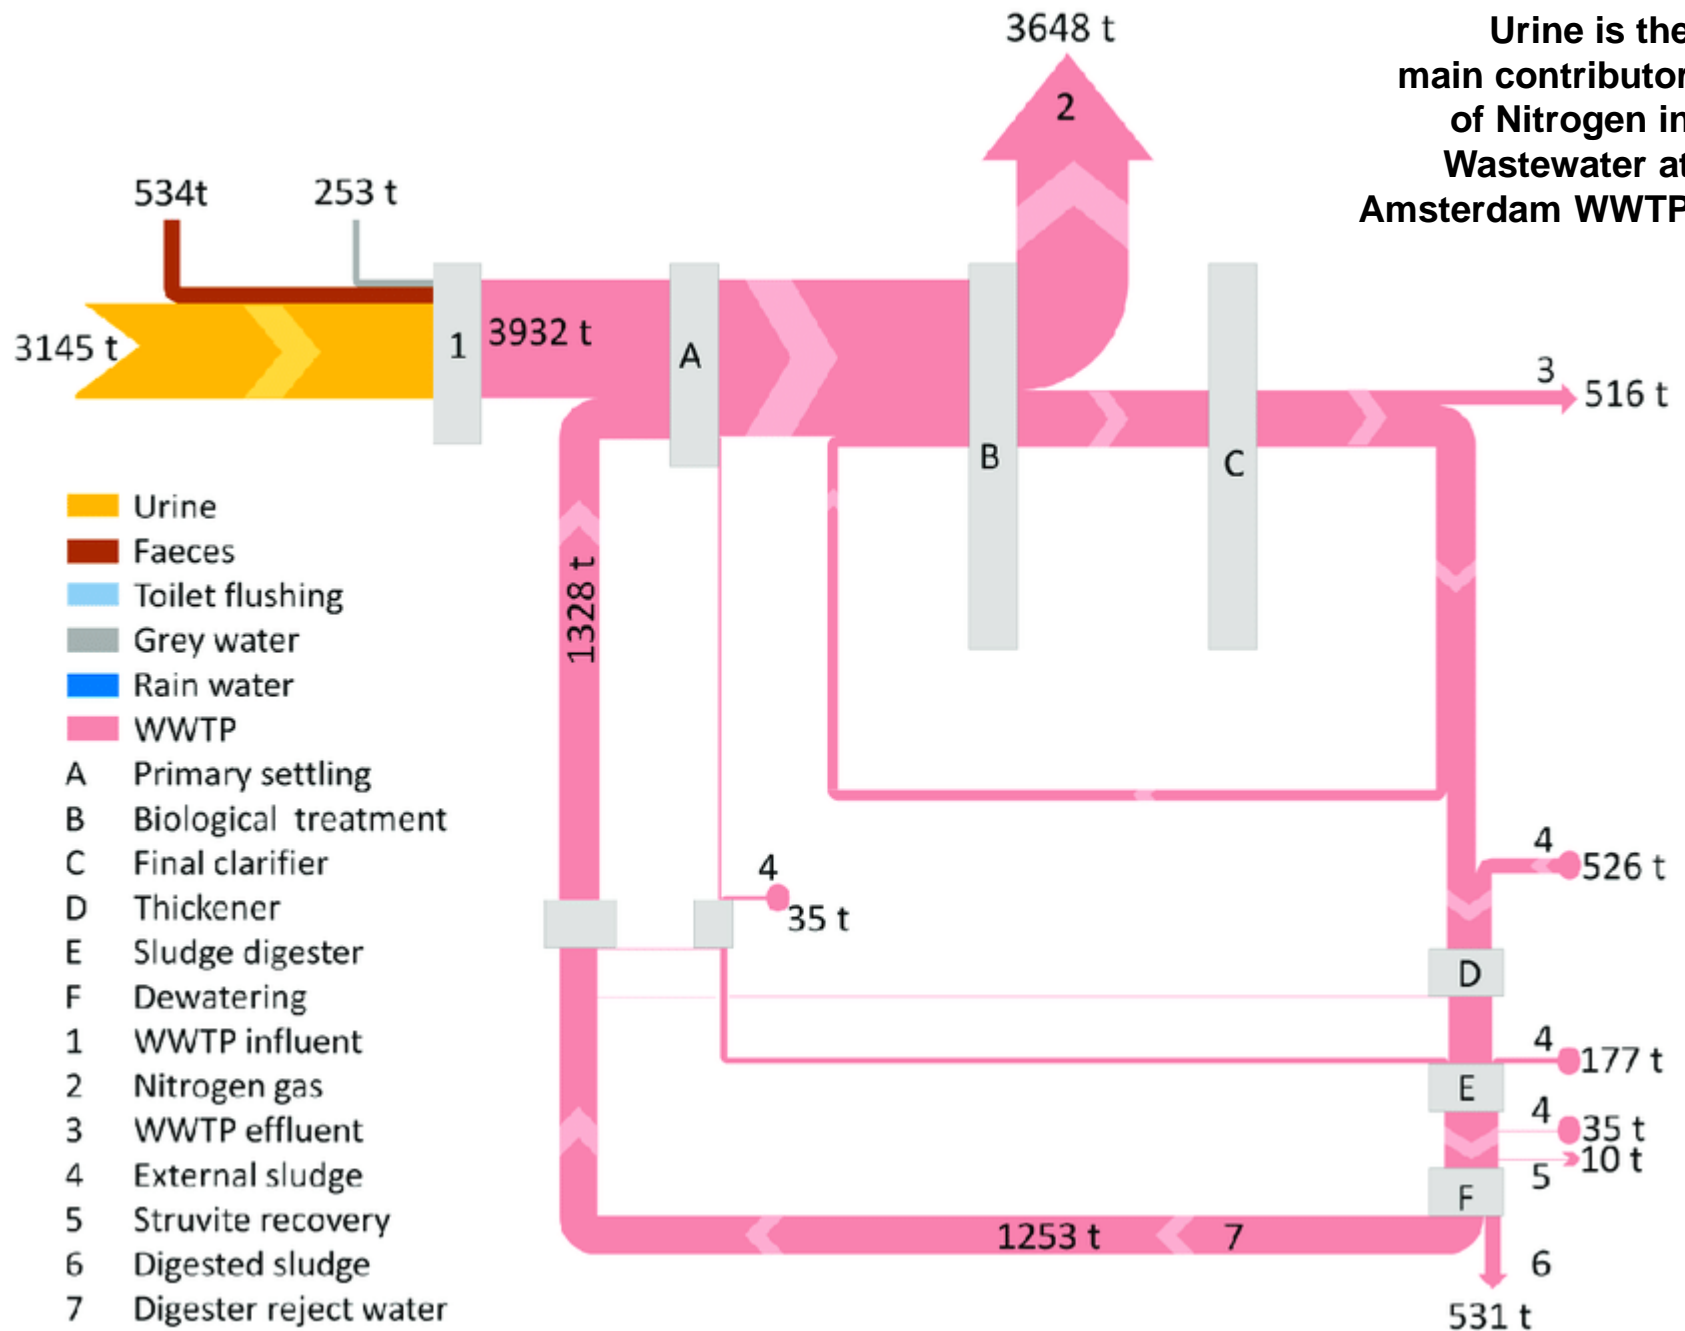 3648 t
Urine is the
main contributor
of Nitrogen in
Wastewater at
Amsterdam WWTP
2
534t
253 t
3145 t
1
3932 t
A
B
C
3
516 t
1328 t
Urine
Faeces
Toilet flushing
Grey water
Rain water
WWTP
A Primary settling
B Biological treatment
C Final clarifier
D Thickener
E Sludge digester
F Dewatering
1 WWTP influent
2 Nitrogen gas
3 WWTP effluent
4 External sludge
5 Struvite recovery
6 Digested sludge
7 Digester reject water
4
35 t
4
526 t
D
4
177 t
E
4
35 t
10 t
5
F
1253 t
7
6
531 t